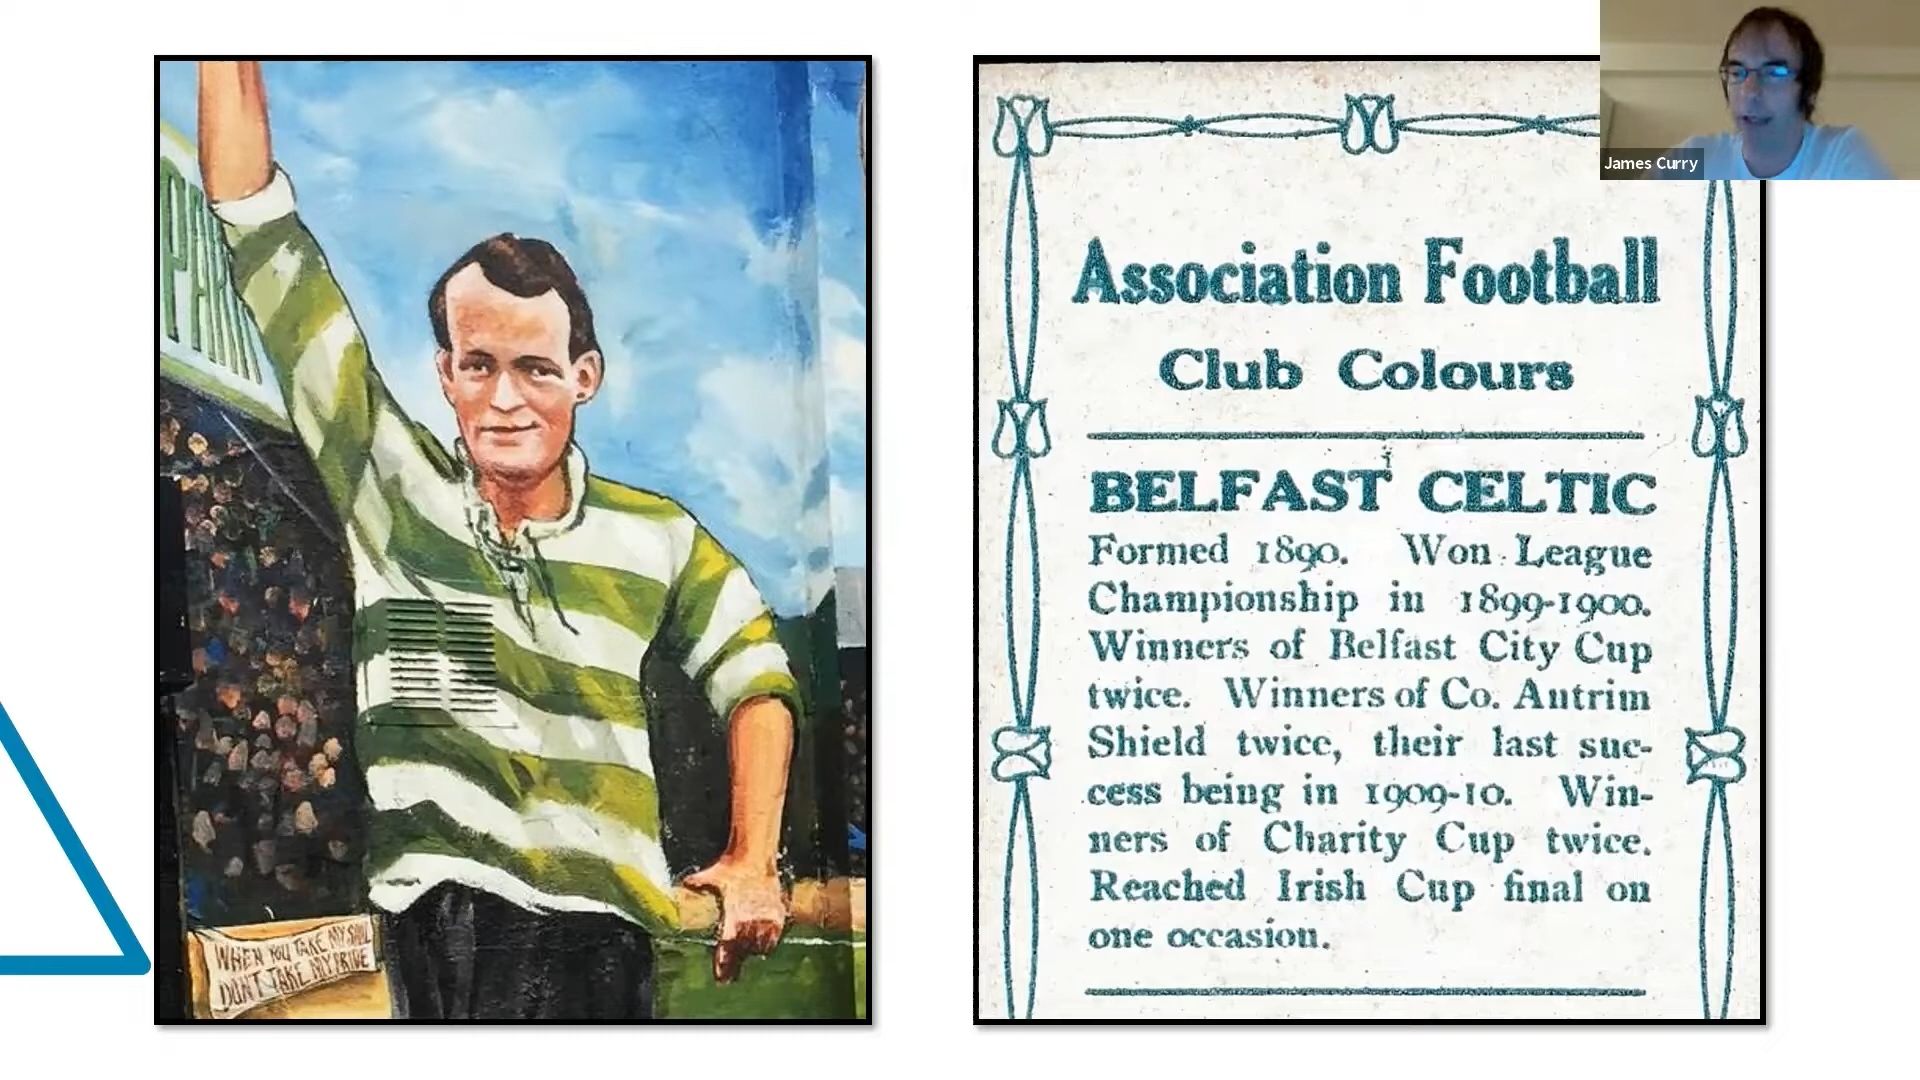 James Curry
WHEN YOU TAKE MY SOUL
DON'T TAKE MY PRIDE
Association Football
Club Colours
BELFAST CELTIC
Formed 1890. Won League
Championship in 1899-1900.
Winners of Belfast City Cup
twice. Winners of Co. Antrim
Shield twice, their last suc-
cess being in 1909-10. Win-
ners of Charity Cup twice.
Reached Irish Cup final on
one occasion.